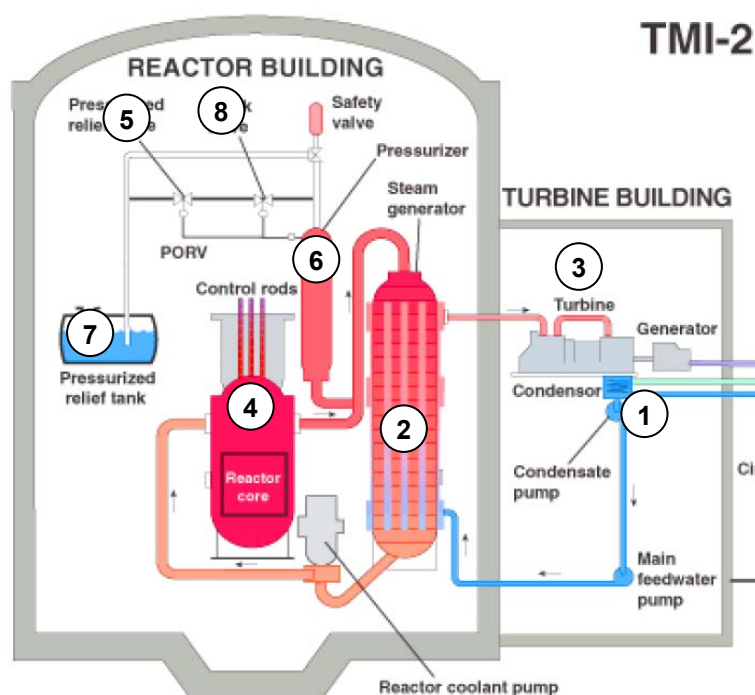 TMI-2
REACTOR BUILDING
5
8
Safety
valve
relief
Pressurizer
Steam
generator
TURBINE BUILDING
PORV
6
3
Control rods
Turbine
Generator
7
Pressurized
relief tank
4
2
Condensor
1
Condensate
pump
Reactor
core
Main
feedwater
pump
Reactor coolant pump